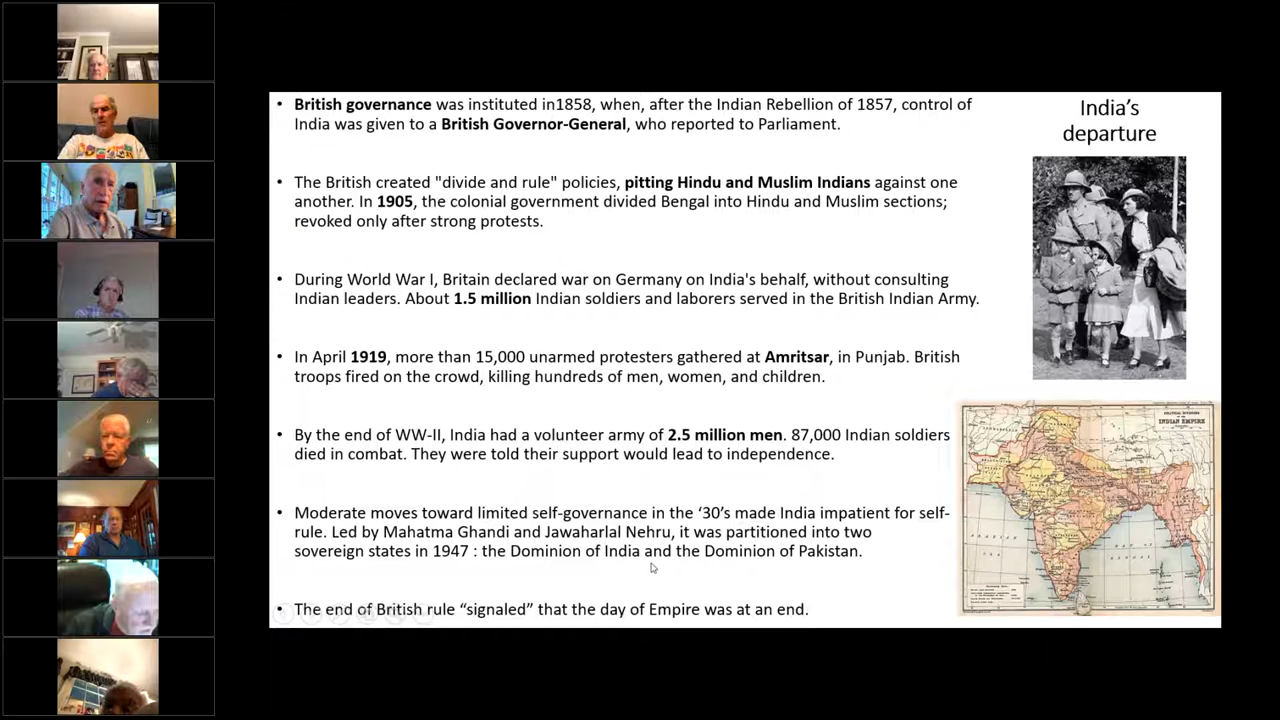 • British governance was instituted in1858, when, after the Indian Rebellion of 1857, control of
India was given to a British Governor-General, who reported to Parliament.
• The British created "divide and rule" policies, pitting Hindu and Muslim Indians against one
another. In 1905, the colonial government divided Bengal into Hindu and Muslim sections;
revoked only after strong protests.
• During World War I, Britain declared war on Germany on India's behalf, without consulting
Indian leaders. About 1.5 million Indian soldiers and laborers served in the British Indian Army.
• In April 1919, more than 15,000 unarmed protesters gathered at Amritsar, in Punjab. British
troops fired on the crowd, killing hundreds of men, women, and children.
• By the end of WW-II, India had a volunteer army of 2.5 million men. 87,000 Indian soldiers
died in combat. They were told their support would lead to independence.
• Moderate moves toward limited self-governance in the ‘30’s made India impatient for self-
rule. Led by Mahatma Ghandi and Jawaharlal Nehru, it was partitioned into two
sovereign states in 1947 : the Dominion of India and the Dominion of Pakistan.
• The end of British rule “signaled” that the day of Empire was at an end.
India’s
departure
INDIAN EMPIRE